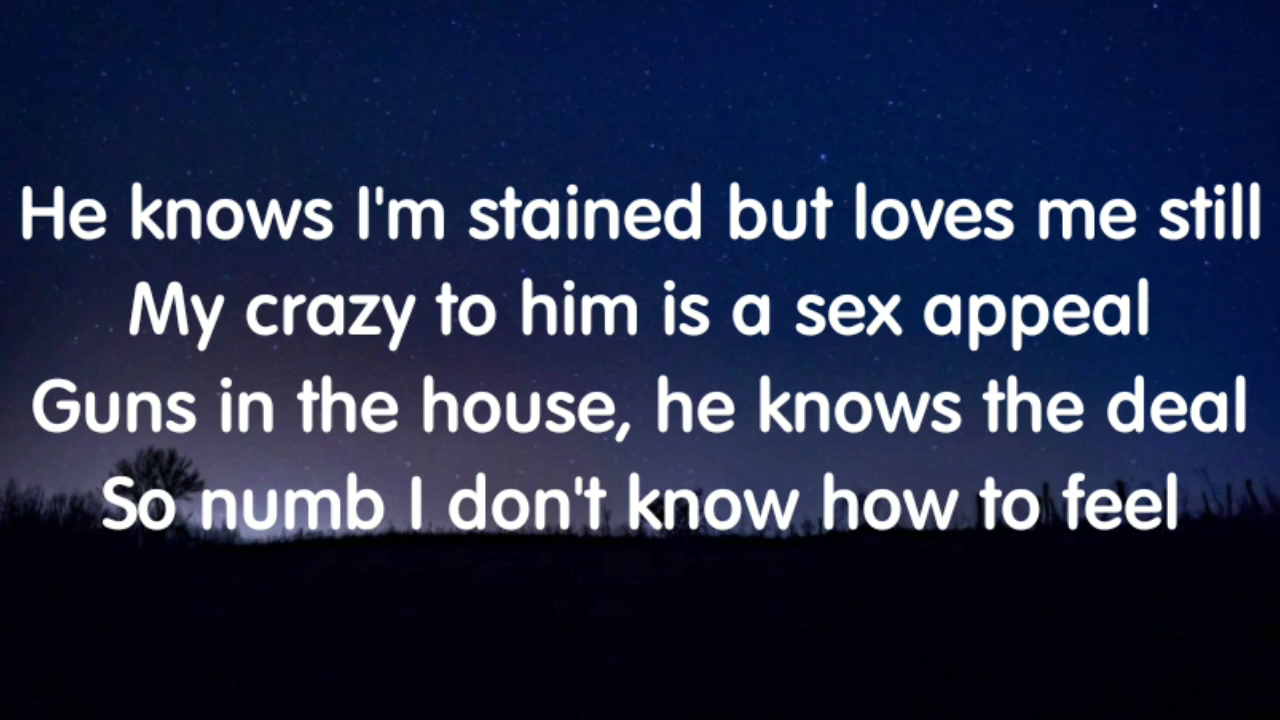 He knows I'm stained but loves me still
My crazy to him is a sex appeal
Guns in the house, he knows the deal
So numb I don't know how to feel